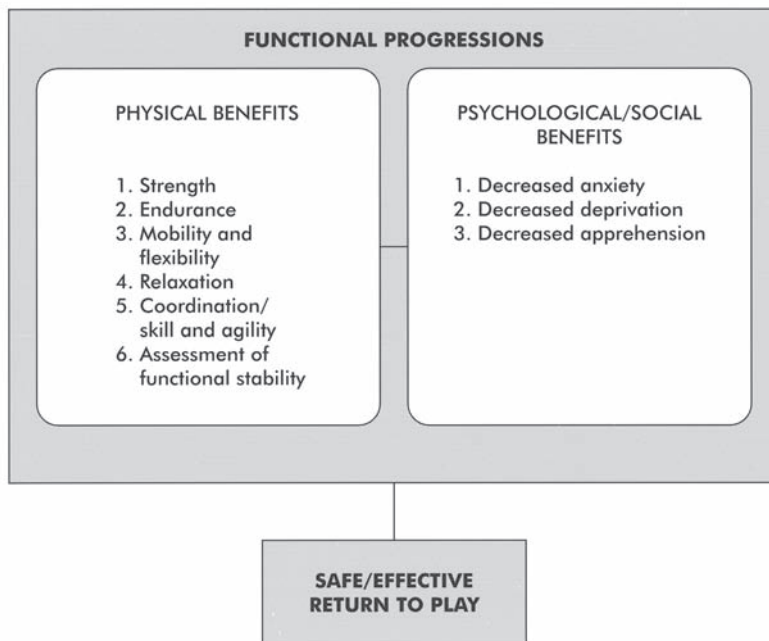 FUNCTIONAL PROGRESSIONS
PHYSICAL BENEFITS
1. Strength
2. Endurance
3. Mobility and
flexibility
4. Relaxation
5. Coordination/
skill and agility
6. Assessment of
functional stability
PSYCHOLOGICAL/SOCIAL
BENEFITS
1. Decreased anxiety
2. Decreased deprivation
3. Decreased apprehension
SAFE/EFFECTIVE
RETURN TO PLAY